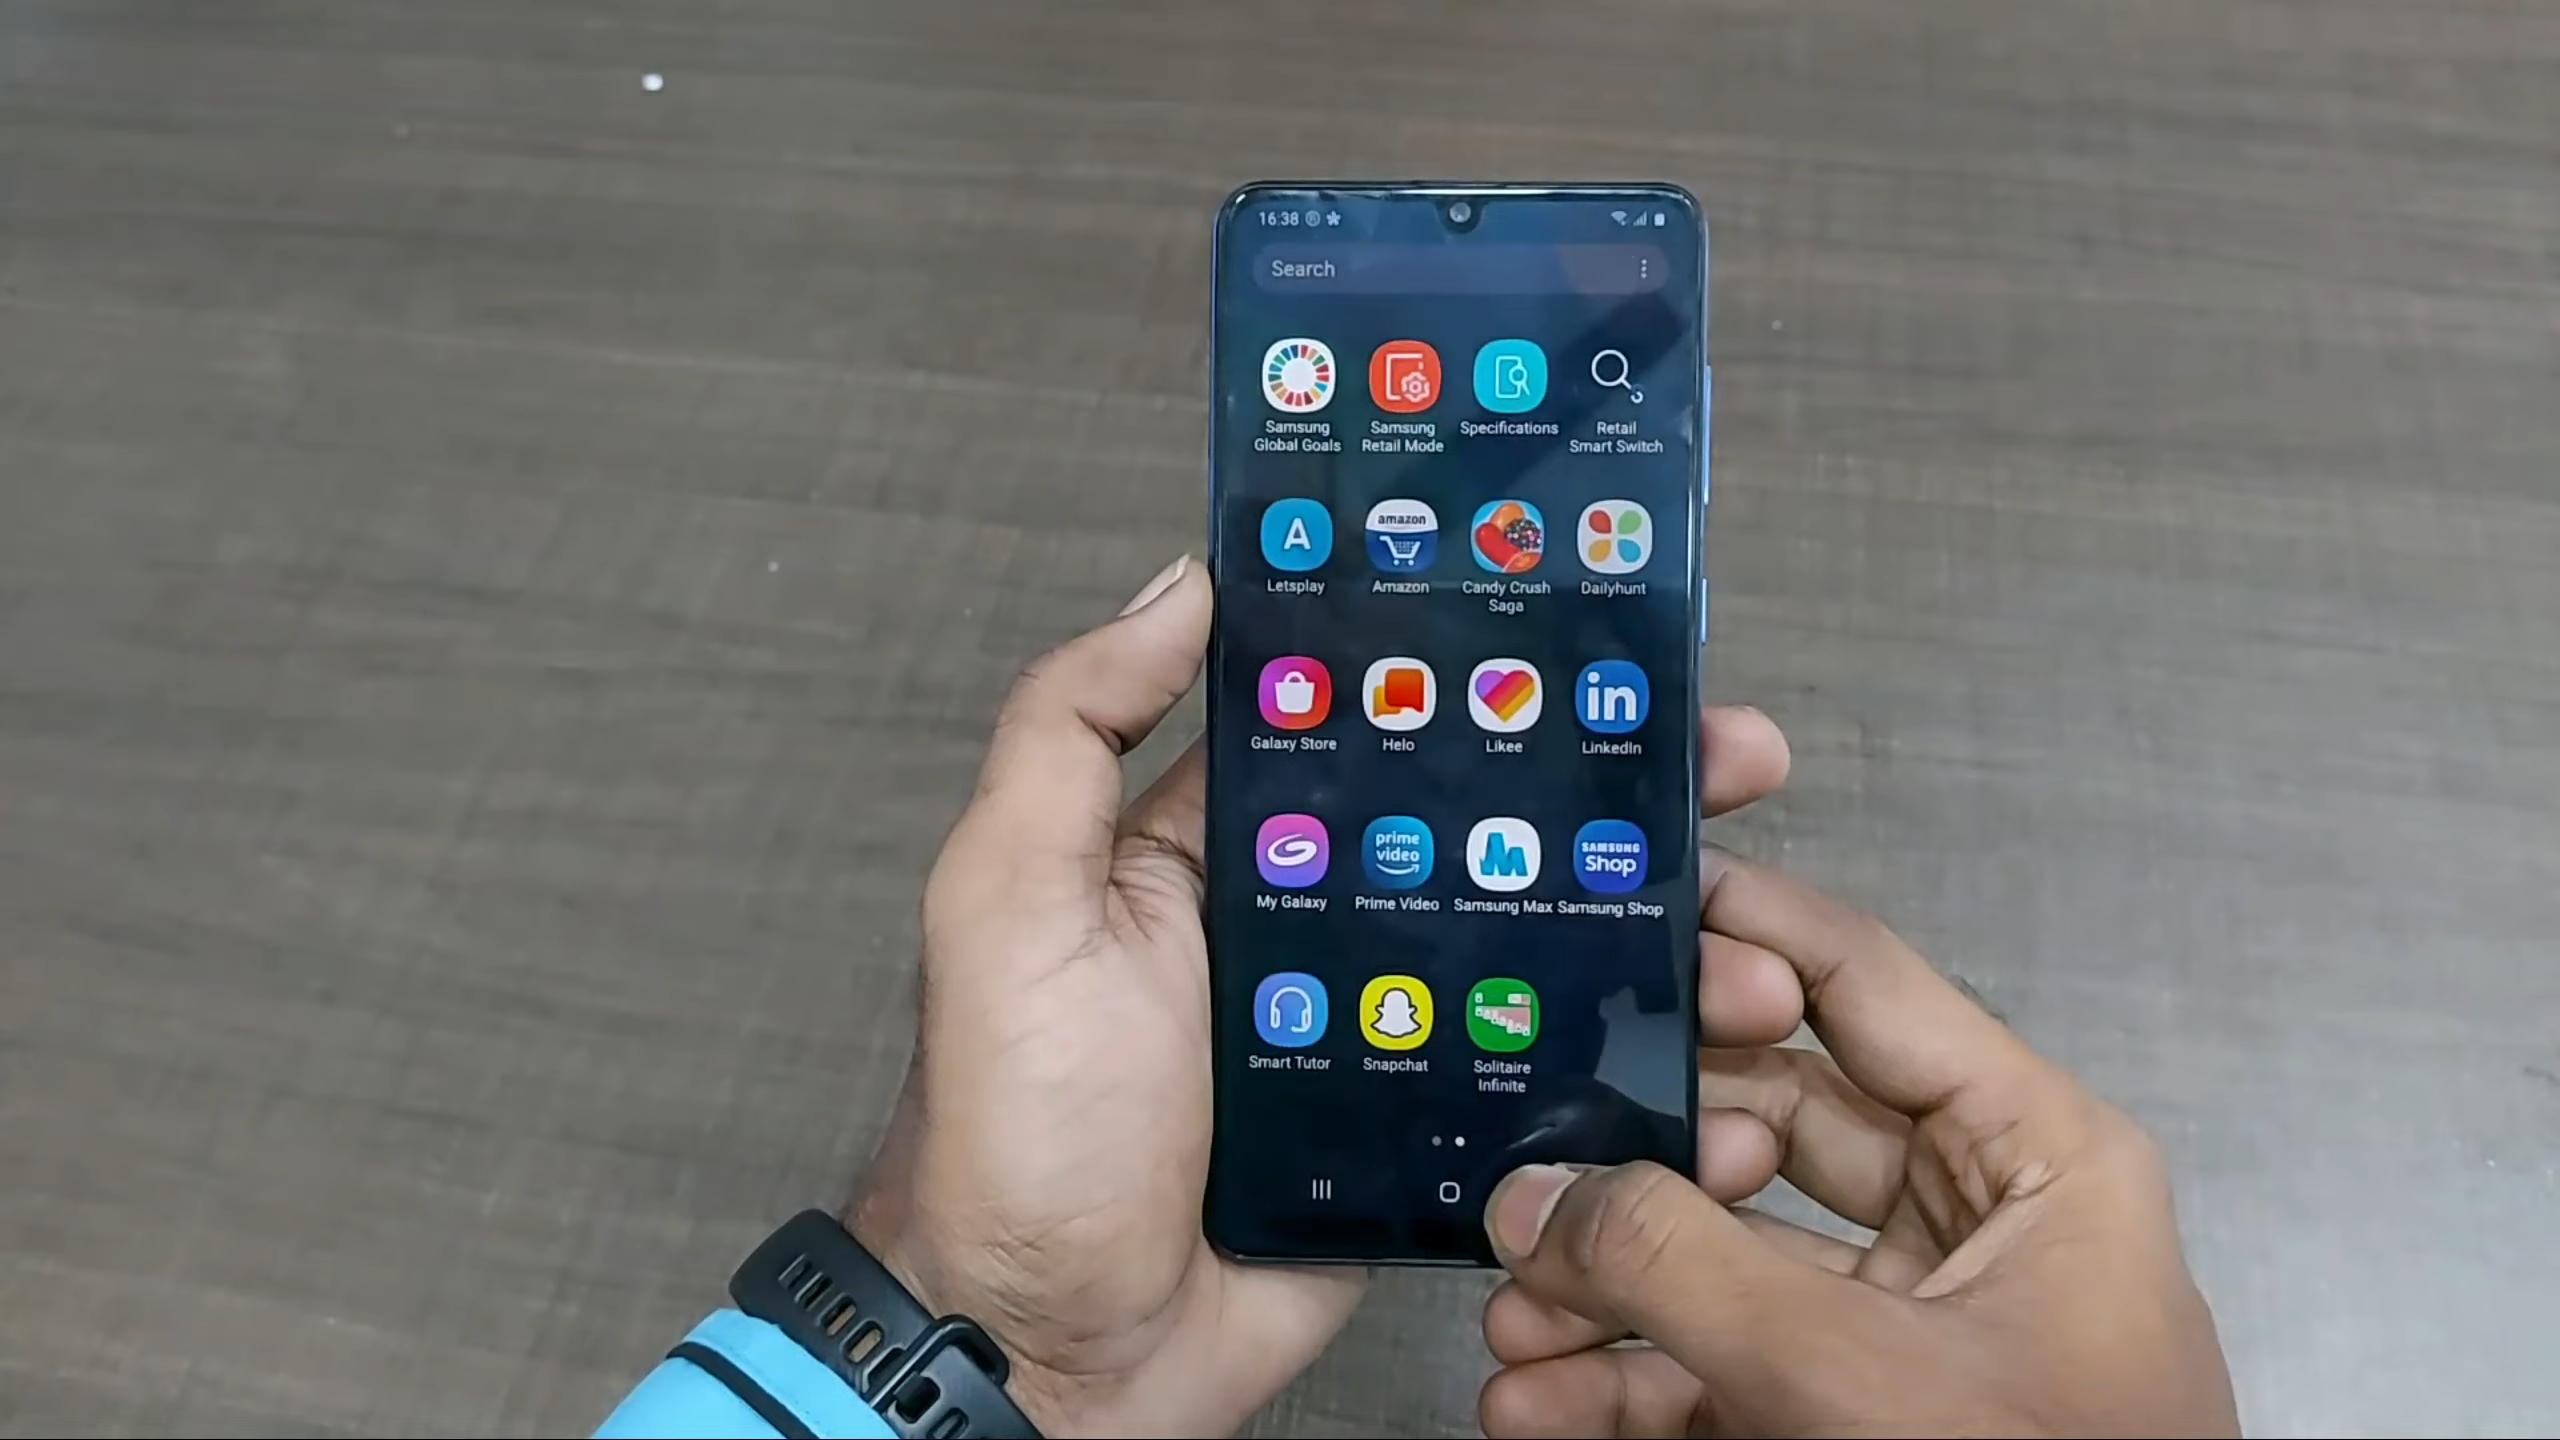 16:38
Search
Samsung Global Goals
Samsung Retail Mode
Specifications
Retail Smart Switch
A
Letsplay
amazon
Amazon
Candy Crush Saga
Dailyhunt
Galaxy Store
Helo
Likee
in
LinkedIn
My Galaxy
prime video
Prime Video
Samsung Max
SAMSUNG Shop
Samsung Shop
Smart Tutor
Snapchat
Solitaire Infinite